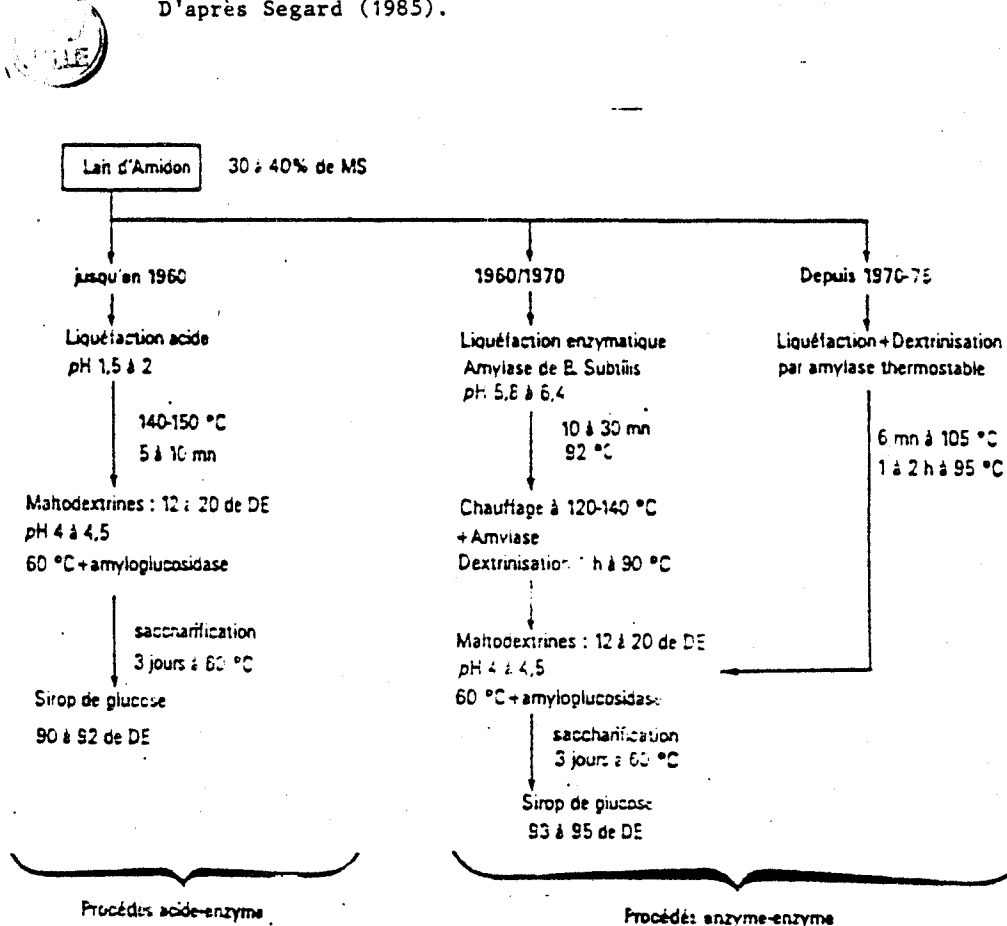 D'après Segard (1985).
Lait d'Amidon
30 à 40% de MS
jusqu'en 1960
Liquéfaction acide
pH 1,5 à 2
140-150 °C
5 à 10 mn
Maltodextrines : 12 à 20 de DE
pH 4 à 4,5
60 °C+amyloglucosidase
saccharification
3 jours à 60 °C
Sirop de glucose
90 à 92 de DE
Procédés acide-enzyme
1960/1970
Liquéfaction enzymatique
Amylase de B. Subtilis
pH 5,8 à 6,4
10 à 30 mn
92 °C
Chauffage à 120-140 °C
+Amylase
Dextrinisation h à 90 °C
Maltodextrines : 12 à 20 de DE
pH 4 à 4,5
60 °C+amyloglucosidase
saccharification
3 jours à 60 °C
Sirop de glucose
93 à 95 de DE
Depuis 1970-75
Liquéfaction+Dextrinisation
par amylase thermostable
6 mn à 105 °C
1 à 2 h à 95 °C
Procédés enzyme-enzyme